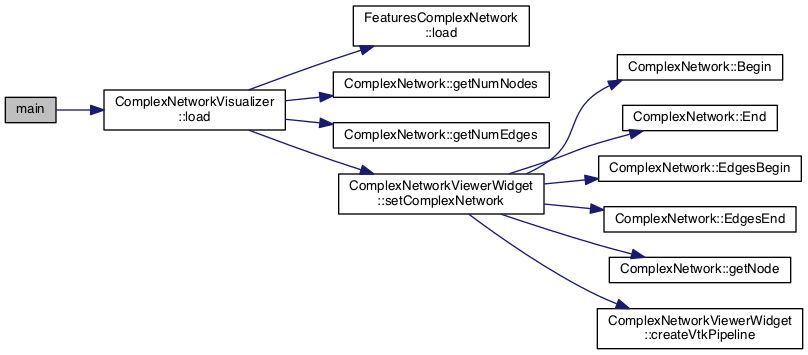 main
ComplexNetworkVisualizer
::load
FeaturesComplexNetwork
::load
ComplexNetwork::getNumNodes
ComplexNetwork::getNumEdges
ComplexNetworkViewerWidget
::setComplexNetwork
ComplexNetwork::Begin
ComplexNetwork::End
ComplexNetwork::EdgesBegin
ComplexNetwork::EdgesEnd
ComplexNetwork::getNode
ComplexNetworkViewerWidget
::createVtkPipeline